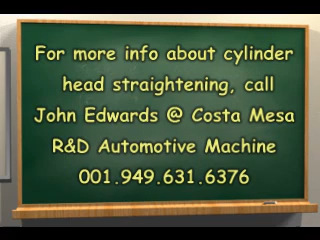 For more info about cylinder
head straightening, call
John Edwards @ Costa Mesa
R&D Automotive Machine
001.949.631.6376